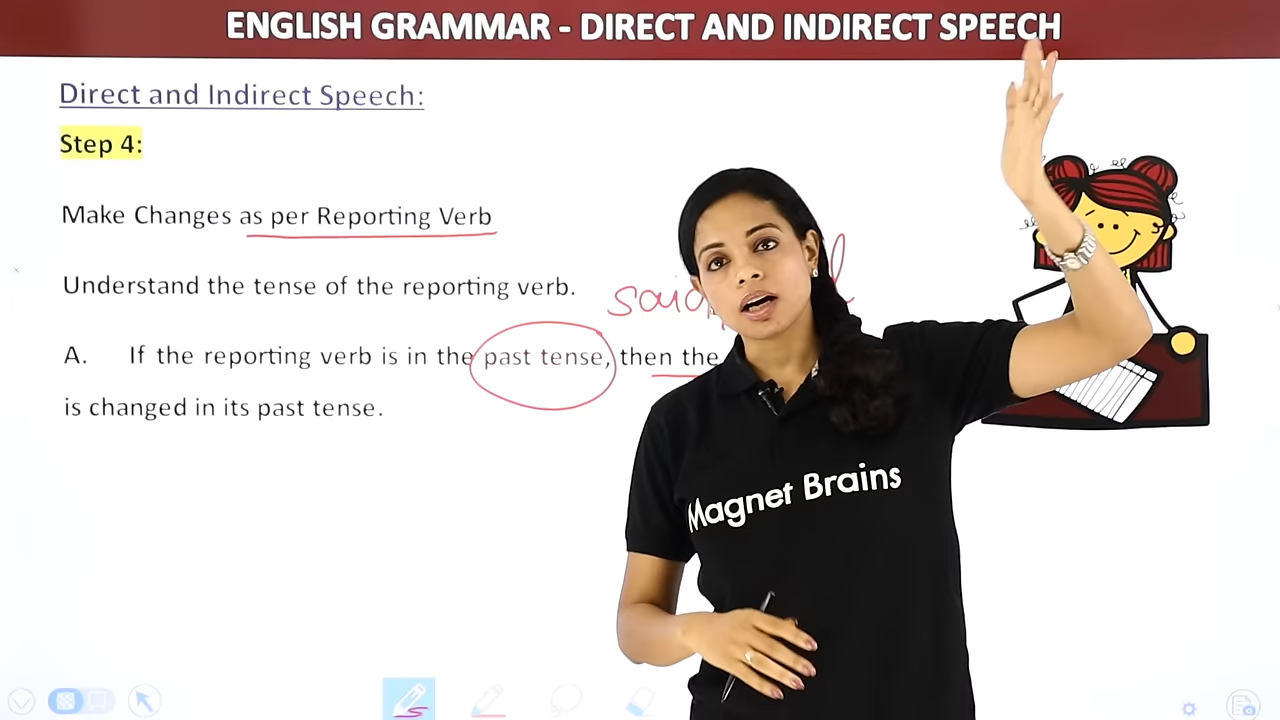 ENGLISH GRAMMAR - DIRECT AND INDIRECT SPEECH
Direct and Indirect Speech:
Step 4:
Make Changes as per Reporting Verb
Understand the tense of the reporting verb.
said
A. If the reporting verb is in the past tense, then the
is changed in its past tense.
Magnet Brains